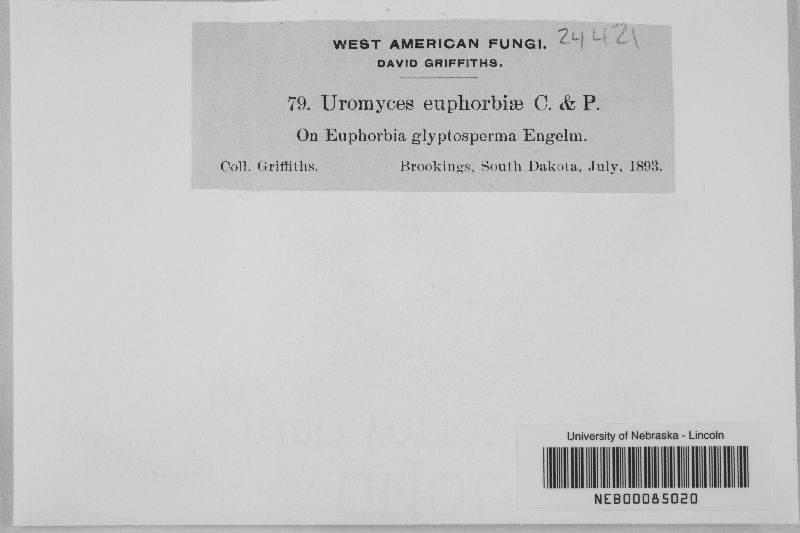 WEST AMERICAN FUNGI. 24421
DAVID GRIFFITHS.
79. Uromyces euphorbiæ C. & P.
On Euphorbia glyptosperma Engelm.
Coll. Griffiths. Brookings, South Dakota, July, 1893.
University of Nebraska - Lincoln
NEB00085020